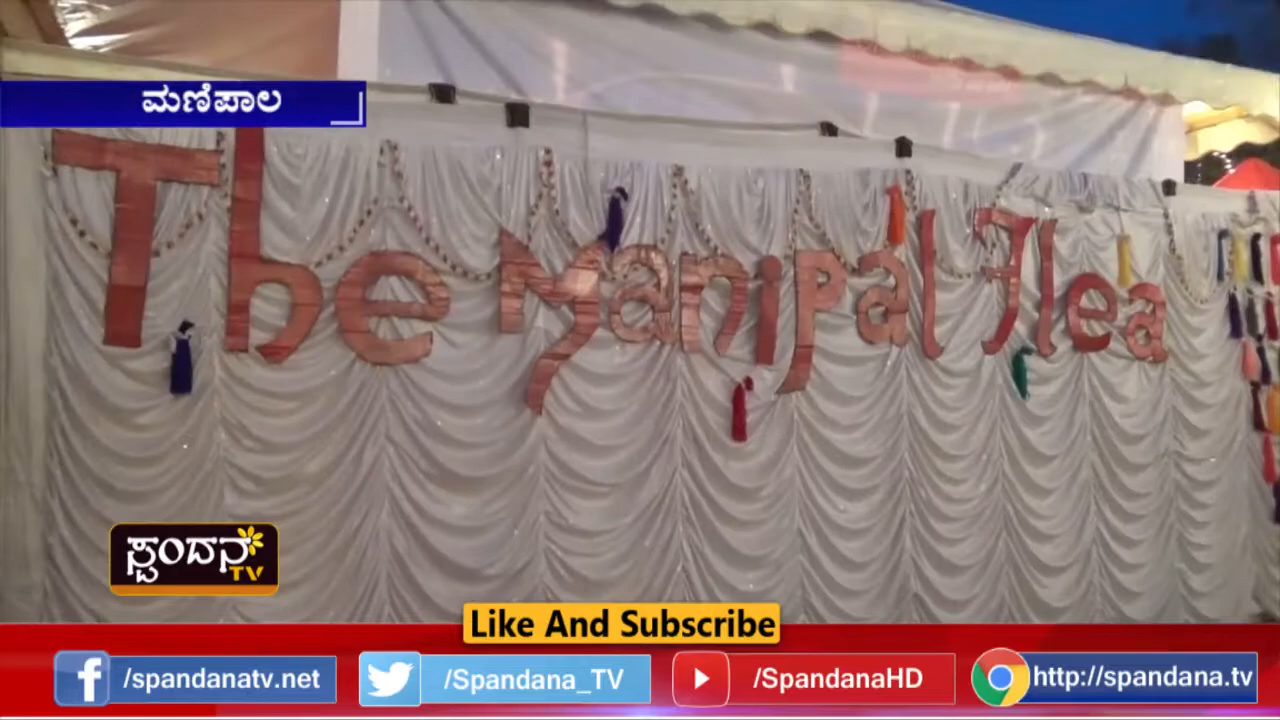 ಮಣಿಪಾಲ
The Manipal Flea
ಸ್ಪಂದನ
TV
Like And Subscribe
/spandanatv.net
/Spandana_TV
/SpandanaHD
http://spandana.tv